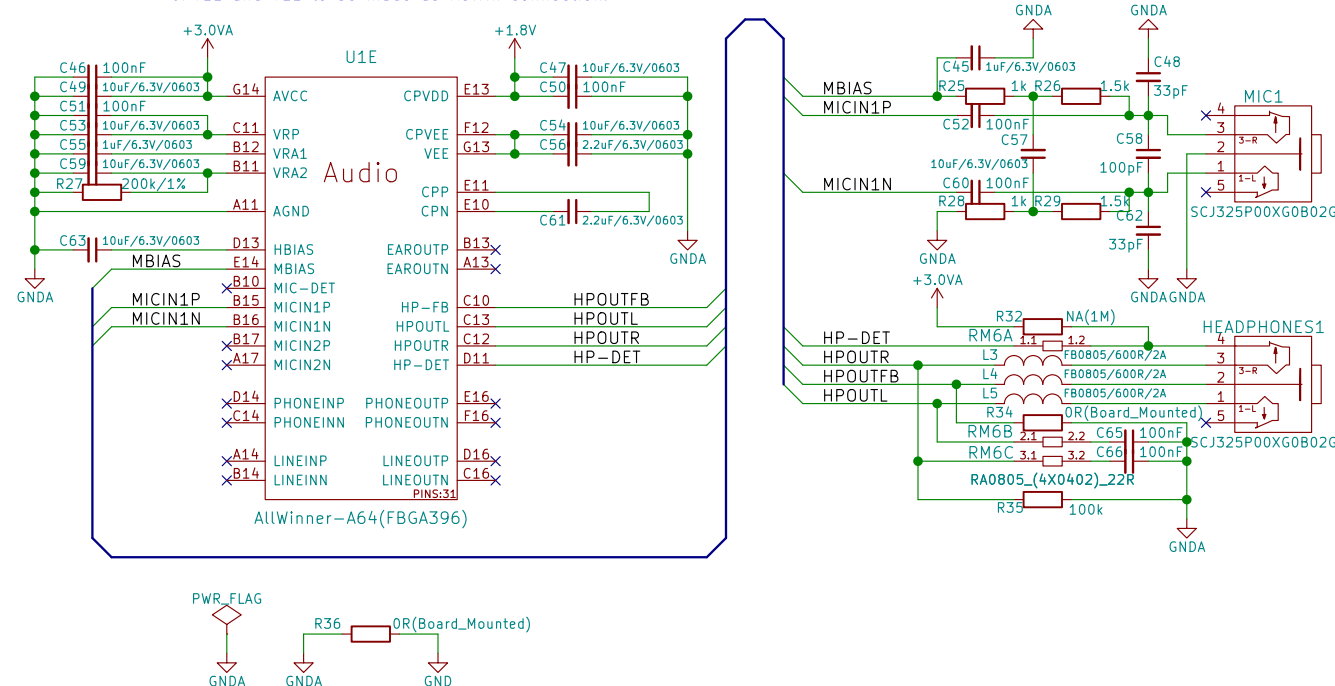 +3.0VA
+1.8V
U1E
C46 100nF
C49 10uF/6.3V/0603
C51 100nF
C53 10uF/6.3V/0603
C55 1uF/6.3V/0603
C59 10uF/6.3V/0603
R27 200k/1%
C63 10uF/6.3V/0603
GNDA
MBIAS
MICIN1P
MICIN1N
G14 AVCC
C11 VRP
B12 VRA1
B11 VRA2
A11 AGND
D13 HBIAS
E14 MBIAS
B10 MIC-DET
B15 MICIN1P
B16 MICIN1N
B17 MICIN2P
A17 MICIN2N
D14 PHONEINP
C14 PHONEINN
A14 LINEINP
B14 LINEINN
Audio
CPVDD E13
CPVEE F12
VEE G13
CPP E11
CPN E10
EAROUTP B13
EAROUTN A13
HP-FB C10
HPOUTL C13
HPOUTR C12
HP-DET D11
PHONEOUTP E16
PHONEOUTN F16
LINEOUTP D16
LINEOUTN C16
PINS:31
AllWinner-A64(FBGA396)
C47 10uF/6.3V/0603
C50 100nF
C54 10uF/6.3V/0603
C56 2.2uF/6.3V/0603
C61 2.2uF/6.3V/0603
GNDA
HPOUTFB
HPOUTL
HPOUTR
HP-DET
GNDA
GNDA
C45 1uF/6.3V/0603
C48
33pF
MBIAS
R25 1k
R26 1.5k
MICIN1P
C52 100nF
C57
10uF/6.3V/0603
C58
100pF
MIC1
4
3
2
1
5
3-R
1-L
SCJ325P00XG0B02G
MICIN1N
C60 100nF
R28 1k
R29 1.5k
C62
33pF
GNDA
GNDA
GNDA
+3.0VA
R32 NA(1M)
HP-DET
RM6A 1.1 1.2
HPOUTR
L3 FB0805/600R/2A
HPOUTFB
L4 FB0805/600R/2A
HPOUTL
L5 FB0805/600R/2A
R34 0R(Board_Mounted)
RM6B 2.1 2.2
C65 100nF
RM6C 3.1 3.2
C66 100nF
RA0805_(4X0402)_22R
R35 100k
GNDA
HEADPHONES1
4
3
2
1
5
3-R
1-L
SCJ325P00XG0B02G
PWR_FLAG
GNDA
R36 0R(Board_Mounted)
GNDA
GND